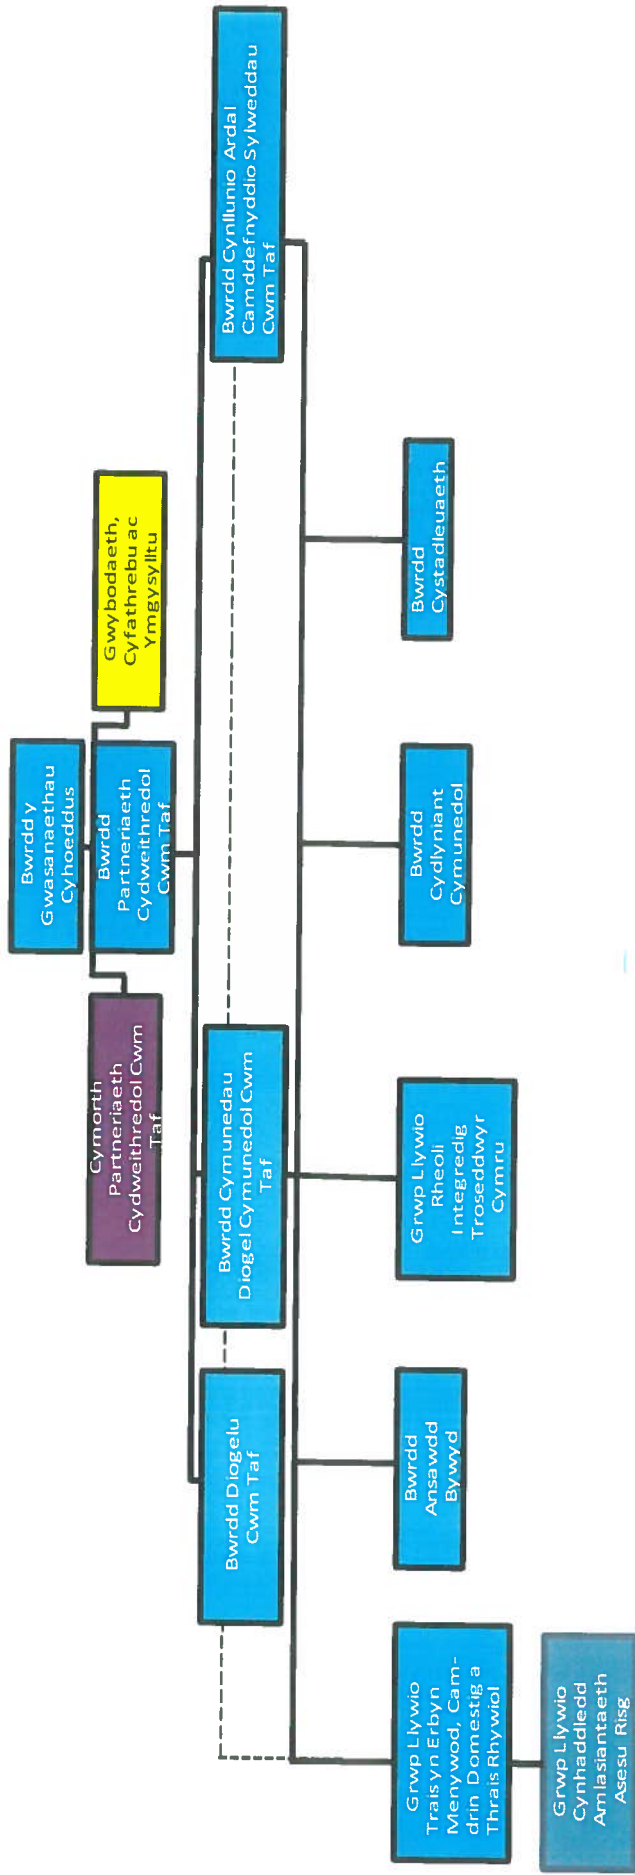 Bwrdd y
Gwasanaethau
Cyhoeddus
Cymorth
Partneriaeth
Cydweithredol Cwm
Taf
Bwrdd
Partneriaeth
Cydweithredol
Cwm Taf
Gwybodaeth,
Cyfathrebu ac
Ymgysylltu
Bwrdd Diogelu
Cwm Taf
Bwrdd Cymunedau
Diogel Cymunedol Cwm
Taf
Bwrdd Cynllunio Ardal
Camddefnyddio Sylweddau
Cwm Taf
Grwp Llywio
Trais yn Erbyn
Menywod, Cam-
drin Domestig a
Thrais Rhywiol
Bwrdd
Ansawdd
Bywyd
Grwp Llywio
Rheoli
Integredig
Troseddwyr
Cymru
Bwrdd
Cydlyniant
Cymunedol
Bwrdd
Cystadleuaeth
Grwp Llywio
Cynhaddledd
Amlasiantaeth
Asesu Risg